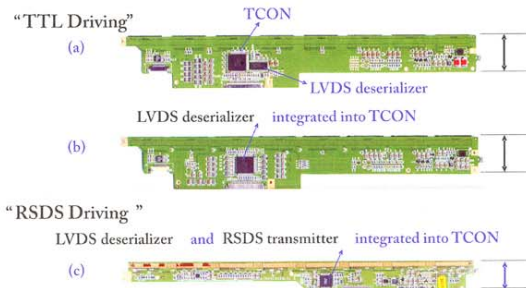 "TTL Driving"
TCON
(a)
LVDS deserializer
LVDS deserializer integrated into TCON
(b)
"RSDS Driving "
LVDS deserializer and RSDS transmitter integrated into TCON
(c)